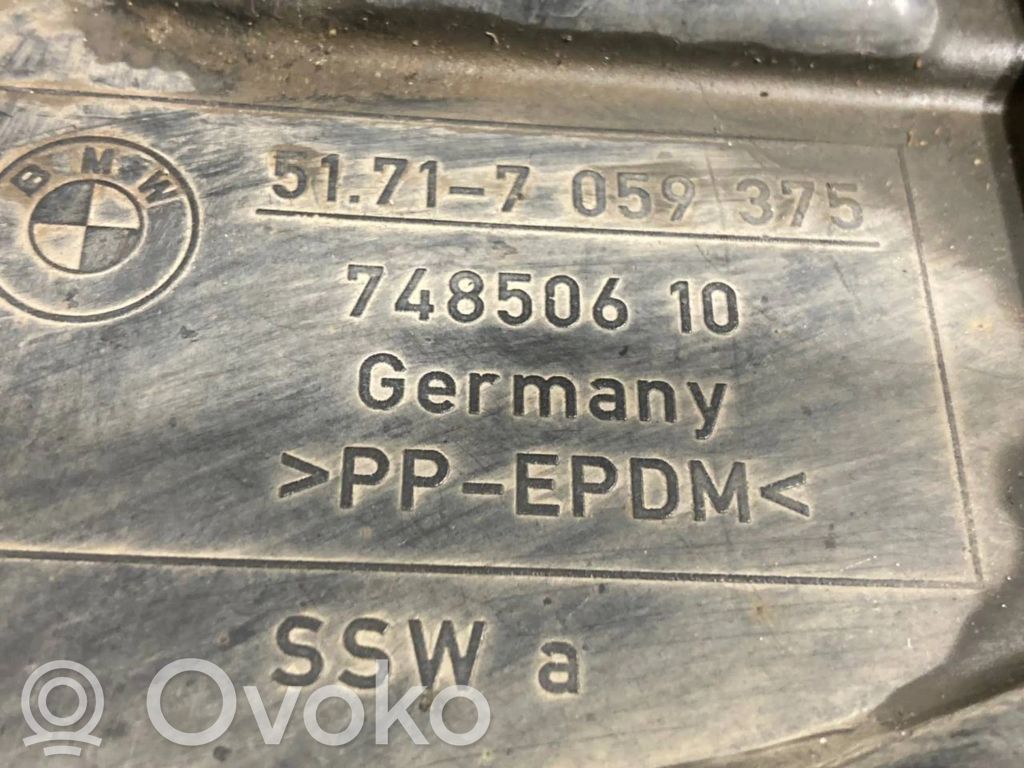 BMW
51.71-7 059 375
748506 10
Germany
>PP-EPDM<
SSW a
Ovoko